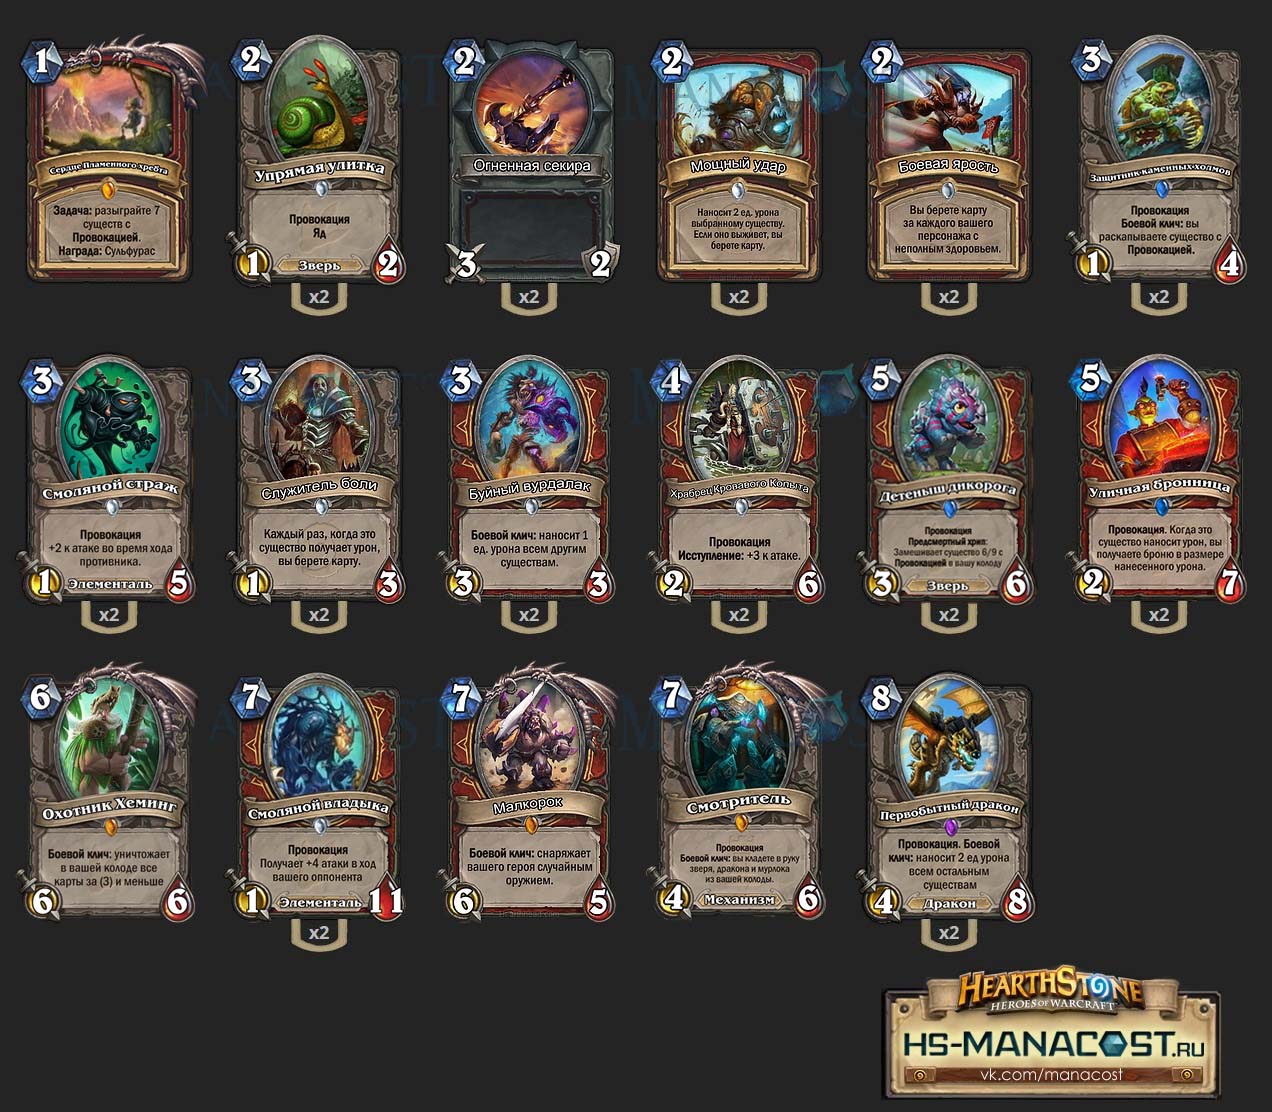 1
Сердце Пламенного хребта
Задача: разыграйте 7
существ с
Провокацией.
Награда: Сульфурас
2
Упрямая улитка
Провокация
Яд
1
Зверь
2
x2
2
Огненная секира
3
2
x2
2
Мощный удар
Наносит 2 ед. урона
выбранному существу.
Если оно выживет, вы
берете карту.
x2
2
Боевая ярость
Вы берете карту
за каждого вашего
персонажа с
неполным здоровьем.
x2
3
Защитник каменных холмов
Провокация
Боевой клич: вы
раскапываете существо с
Провокацией.
1
4
x2
3
Смоляной страж
Провокация
+2 к атаке во время хода
противника.
1
Элементаль
5
x2
3
Служитель боли
Каждый раз, когда это
существо получает урон,
вы берете карту.
1
3
x2
3
Буйный вурдалак
Боевой клич: наносит 1
ед. урона всем другим
существам.
3
3
x2
4
Храбрец Кровавого Копыта
Провокация
Исступление: +3 к атаке.
2
6
x2
5
Детеныш дикорога
Провокация
Предсмертный хрип:
Замешивает существо 6/9 с
Провокацией в вашу колоду
3
Зверь
6
x2
5
Уличная бронница
Провокация. Когда это
существо наносит урон, вы
получаете броню в размере
нанесенного урона.
2
7
x2
6
Охотник Хеминг
Боевой клич: уничтожает
в вашей колоде все
карты за (3) и меньше
6
6
7
Смоляной владыка
Провокация
Получает +4 атаки в ход
вашего оппонента
1
Элементаль
11
x2
7
Малкорок
Боевой клич: снаряжает
вашего героя случайным
оружием.
6
5
7
Смотритель
Провокация
Боевой клич: вы кладете в руку
зверя, дракона и мурлока
из вашей колоды.
4
Механизм
6
8
Первобытный дракон
Провокация. Боевой
клич: наносит 2 ед урона
всем остальным
существам
4
Дракон
8
x2
HEARTHSTONE
HEROES OF WARCRAFT
HS-MANACOST.RU
vk.com/manacost